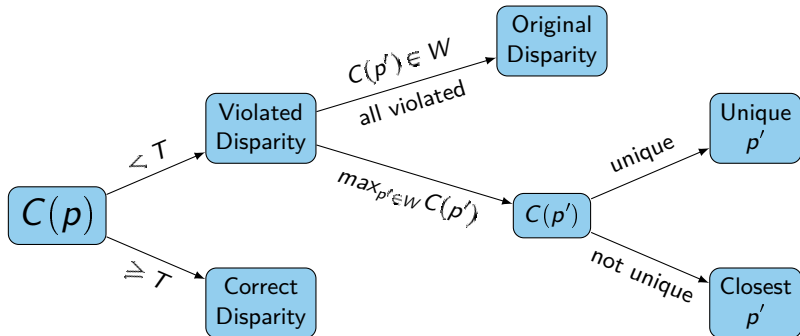 C(p)
< T
≥ T
Violated
Disparity
Correct
Disparity
C(p′) ∈ W
all violated
max_{p′∈W} C(p′)
Original
Disparity
C(p′)
unique
not unique
Unique
p′
Closest
p′